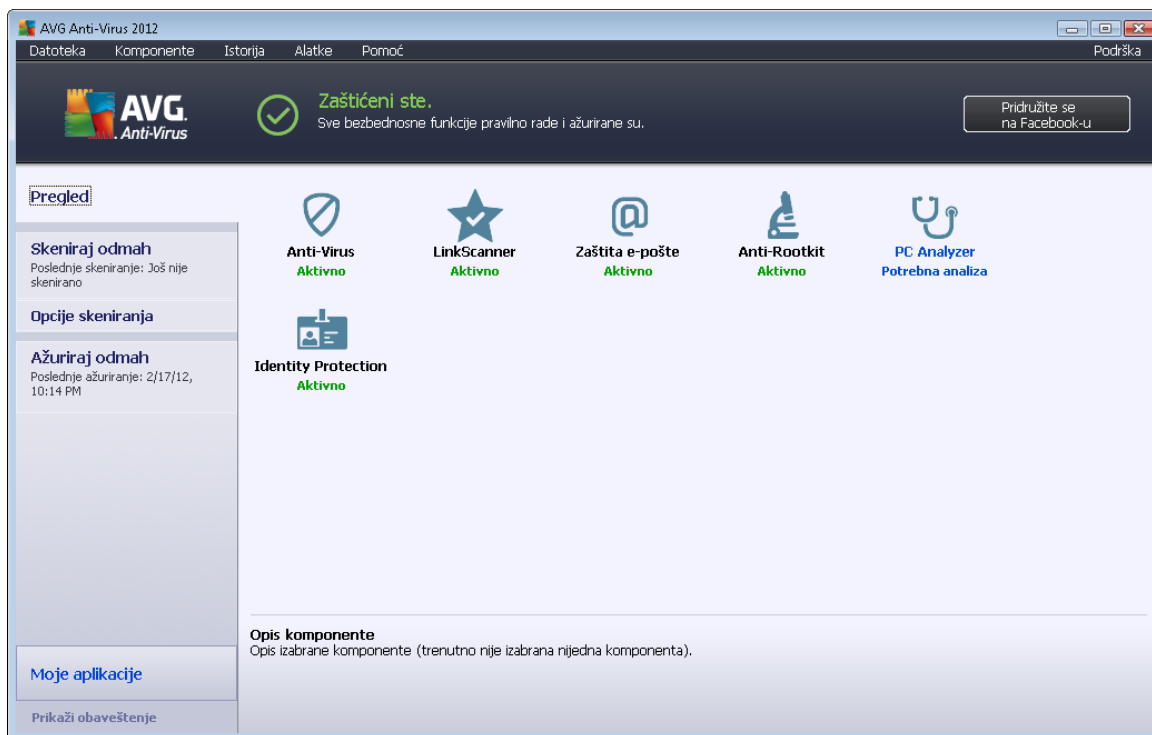 AVG Anti-Virus 2012
Datoteka Komponente Istorija Alatke Pomoć Podrška
AVG.
Anti-Virus
Zaštićeni ste.
Sve bezbednosne funkcije pravilno rade i ažurirane su.
Pridružite se
na Facebook-u
Pregled
Skeniraj odmah
Poslednje skeniranje: Još nije
skenirano
Opcije skeniranja
Ažuriraj odmah
Poslednje ažuriranje: 2/17/12,
10:14 PM
Anti-Virus
Aktivno
LinkScanner
Aktivno
Zaštita e-pošte
Aktivno
Anti-Rootkit
Aktivno
PC Analyzer
Potrebna analiza
Identity Protection
Aktivno
Opis komponente
Opis izabrane komponente (trenutno nije izabrana nijedna komponenta).
Moje aplikacije
Prikaži obaveštenje